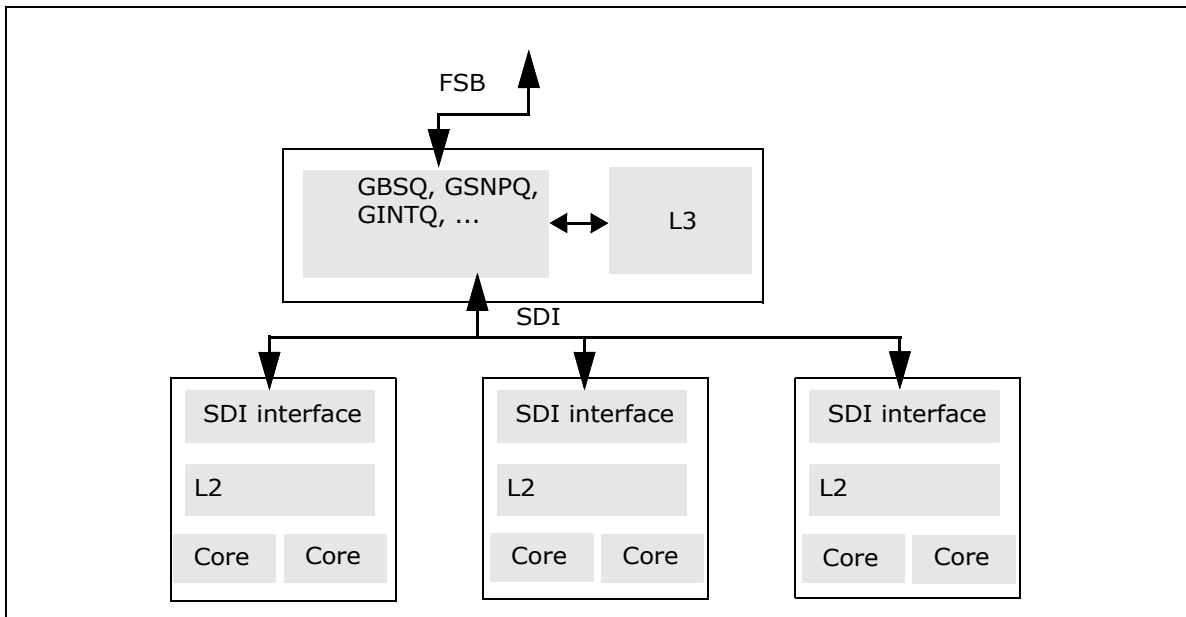 FSB
GBSQ, GSNPQ,
GINTQ, ...
L3
SDI
SDI interface
SDI interface
SDI interface
L2
L2
L2
Core
Core
Core
Core
Core
Core